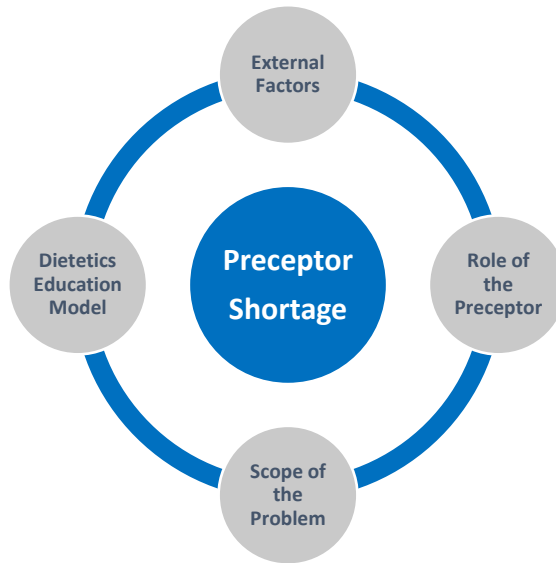 External
Factors
Dietetics
Education
Model
Preceptor
Shortage
Role of
the
Preceptor
Scope of
the
Problem